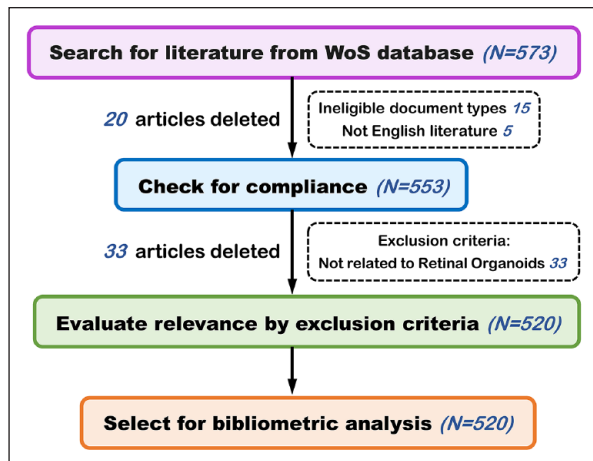 Search for literature from WoS database (N=573)
20 articles deleted
Ineligible document types 15
Not English literature 5
Check for compliance (N=553)
33 articles deleted
Exclusion criteria:
Not related to Retinal Organoids 33
Evaluate relevance by exclusion criteria (N=520)
Select for bibliometric analysis (N=520)